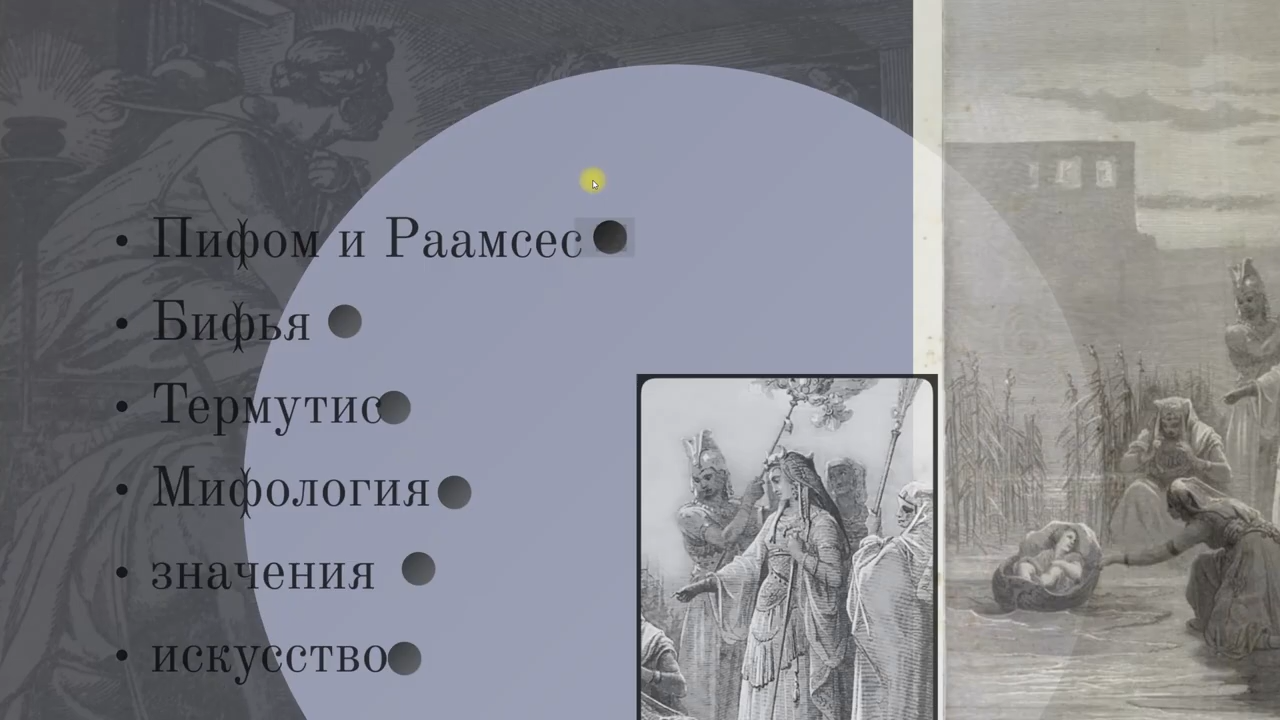 • Пифом и Раамсес
• Бифья
• Термутис
• Мифология
• значения
• искусство